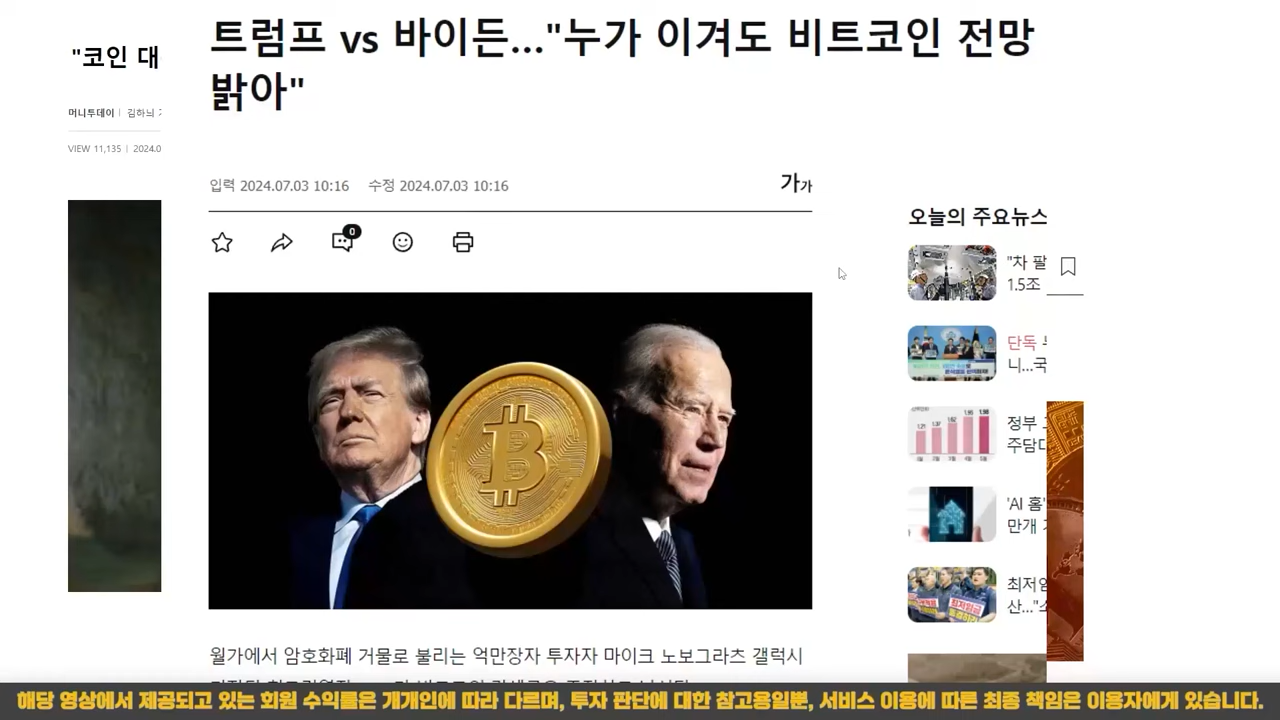 트럼프 vs 바이든..."누가 이겨도 비트코인 전망
밝아"
"코인 대
머니투데이 | 김하늬
VIEW 11,135 | 2024.0
입력 2024.07.03 10:16 수정 2024.07.03 10:16
가가
0
오늘의 주요뉴스
"차 팔
1.5조
단독
니...국
정부
주담대
'AI 홈'
만개
최저임
산..."
월가에서 암호화폐 거물로 불리는 억만장자 투자자 마이크 노보그라츠 갤럭시
해당 영상에서 제공되고 있는 회원 수익률은 개개인에 따라 다르며, 투자 판단에 대한 참고용일뿐, 서비스 이용에 따른 최종 책임은 이용자에게 있습니다.